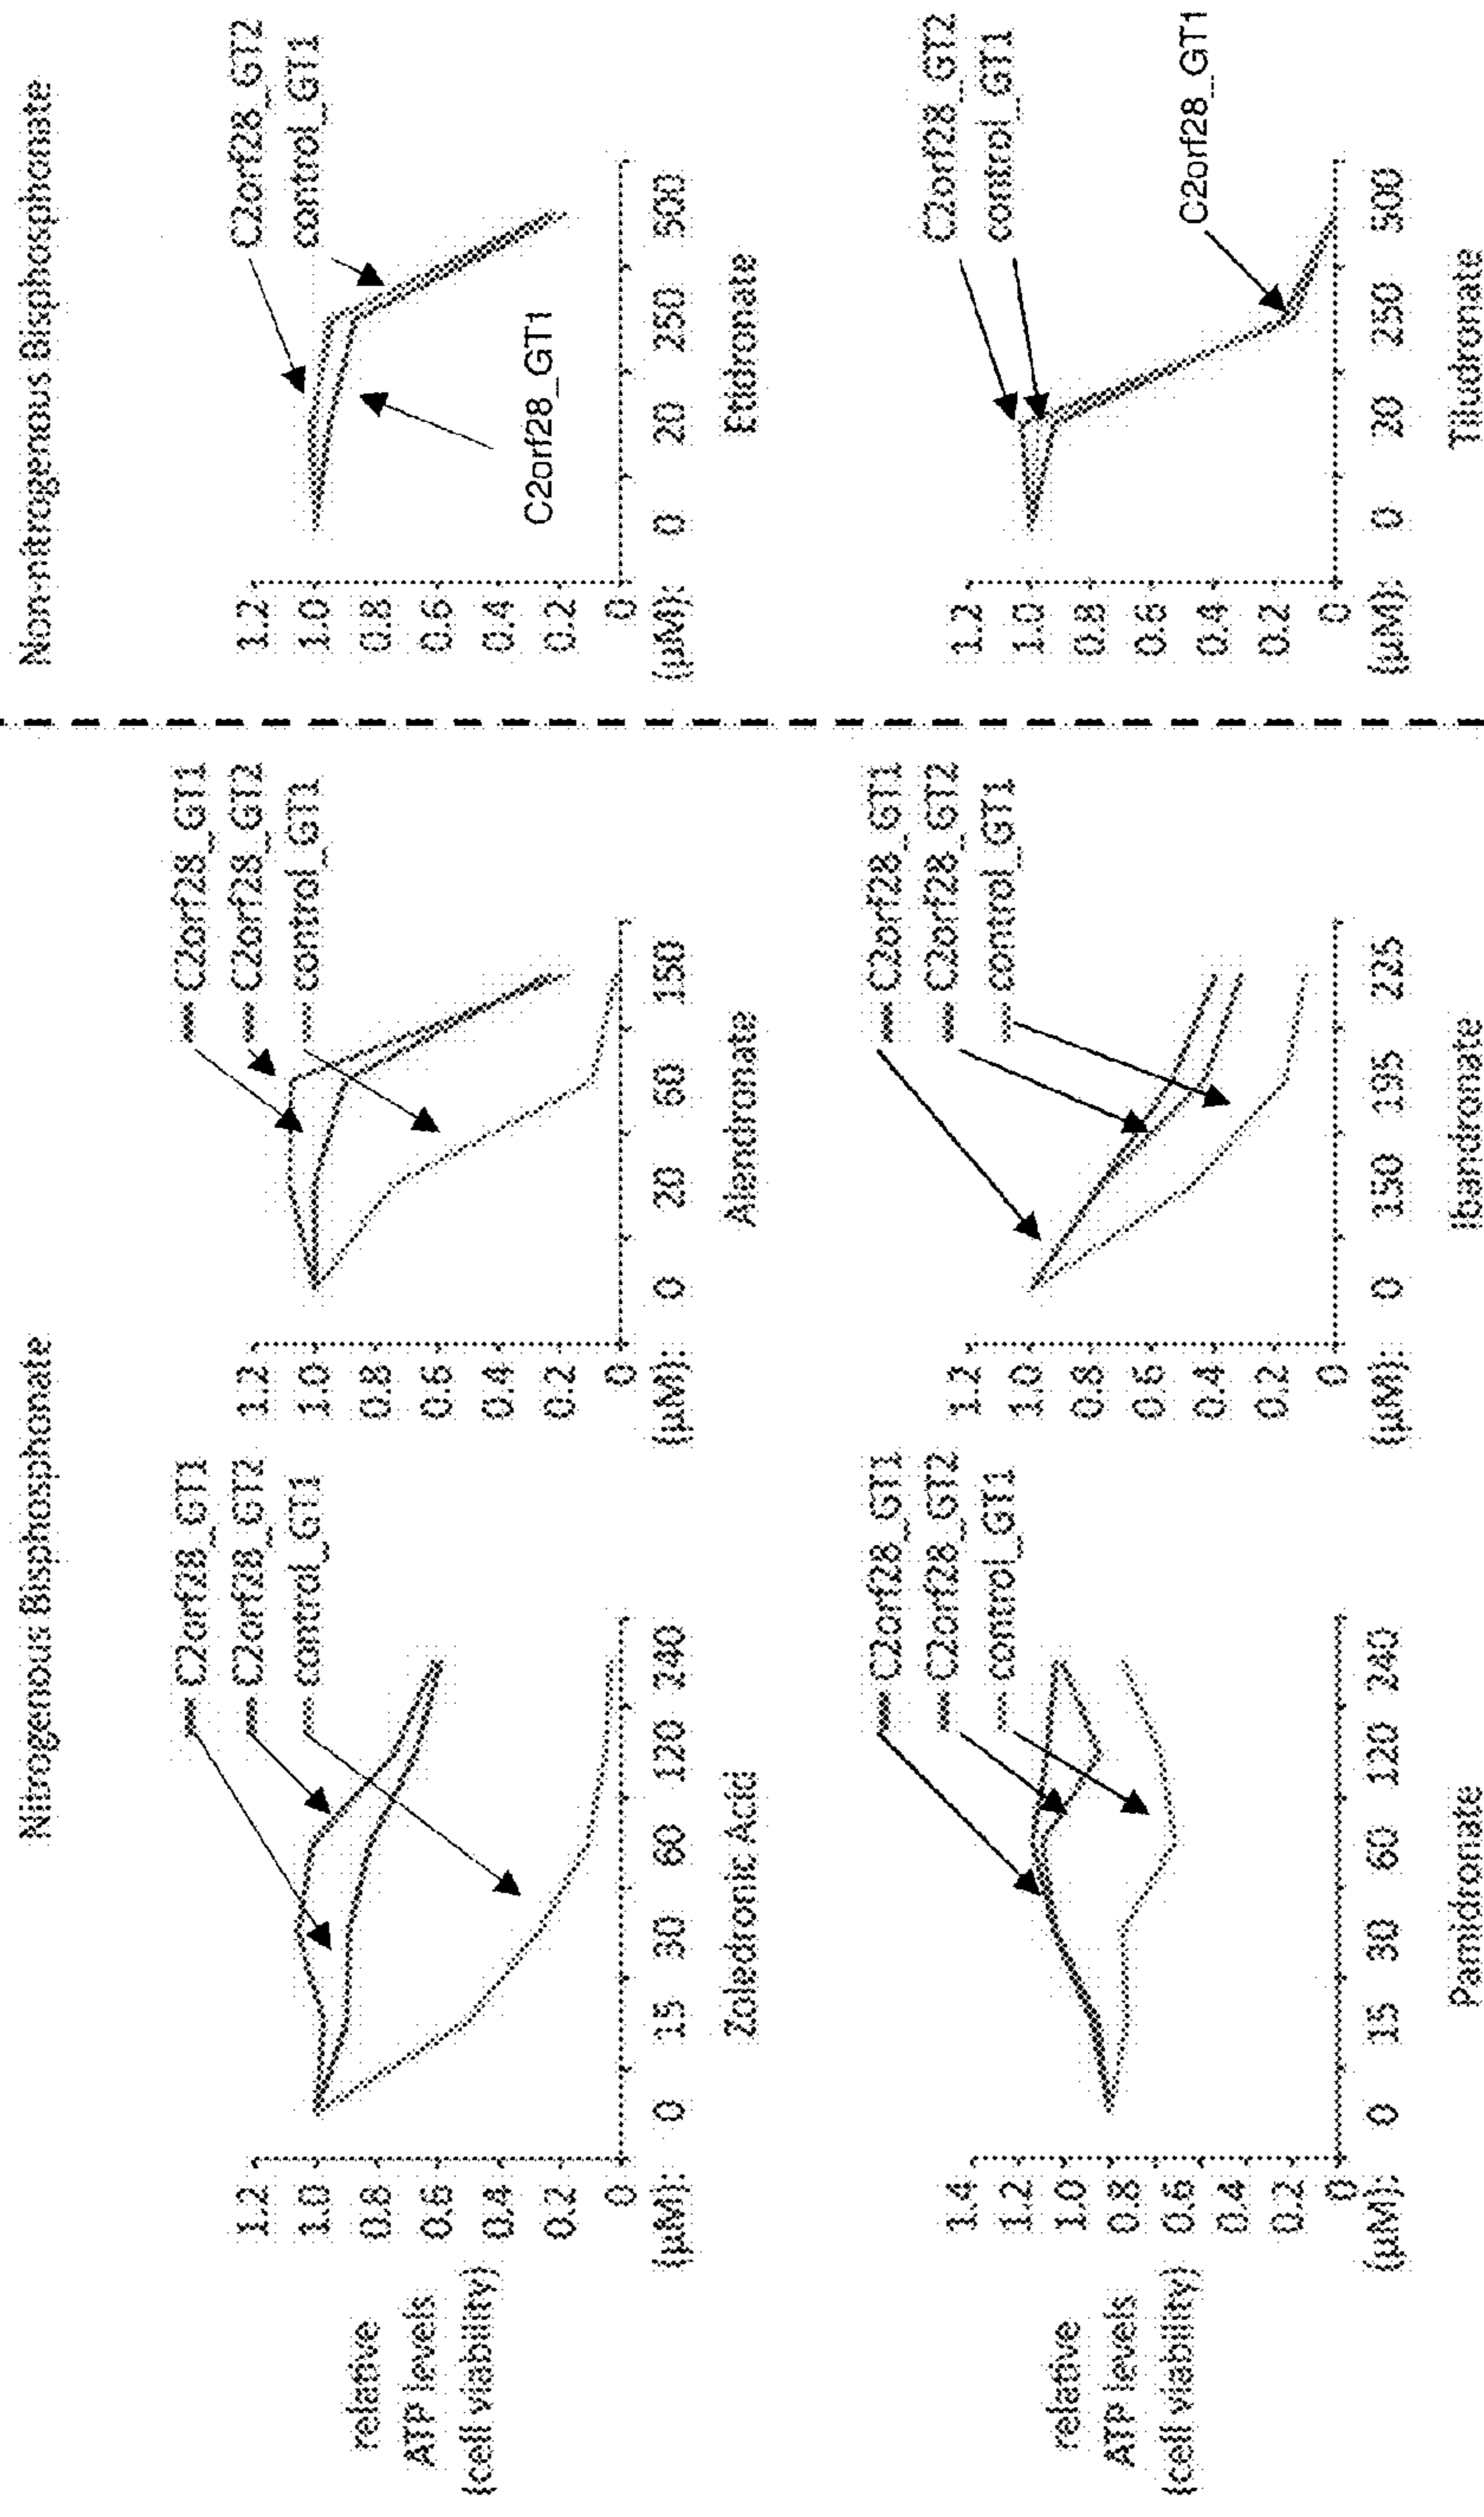 Nitrogenous Bisphosphonate
Non-nitrogenous Bisphosphonate
relative
ATP levels
(cell viability)
1.2
1.0
0.8
0.6
0.4
0.2
0
(μM):
0 15 30 60 120 240
Zoledronic Acid
C2orf28_GT1
C2orf28_GT2
control_GT1
1.2
1.0
0.8
0.6
0.4
0.2
0
(μM):
0 20 60 150
Alendronate
C2orf28_GT1
C2orf28_GT2
control_GT1
1.2
1.0
0.8
0.6
0.4
0.2
0
(μM):
0 20 250 500
Etidronate
C2orf28_GT2
control_GT1
C2orf28_GT1
relative
ATP levels
(cell viability)
1.4
1.2
1.0
0.8
0.6
0.4
0.2
0
(μM):
0 15 30 60 120 240
Pamidronate
C2orf28_GT1
C2orf28_GT2
control_GT1
1.2
1.0
0.8
0.6
0.4
0.2
0
(μM):
0 150 195 225
Ibandronate
C2orf28_GT1
C2orf28_GT2
control_GT1
1.2
1.0
0.8
0.6
0.4
0.2
0
(μM):
0 20 250 500
Tiludronate
C2orf28_GT2
control_GT1
C2orf28_GT1